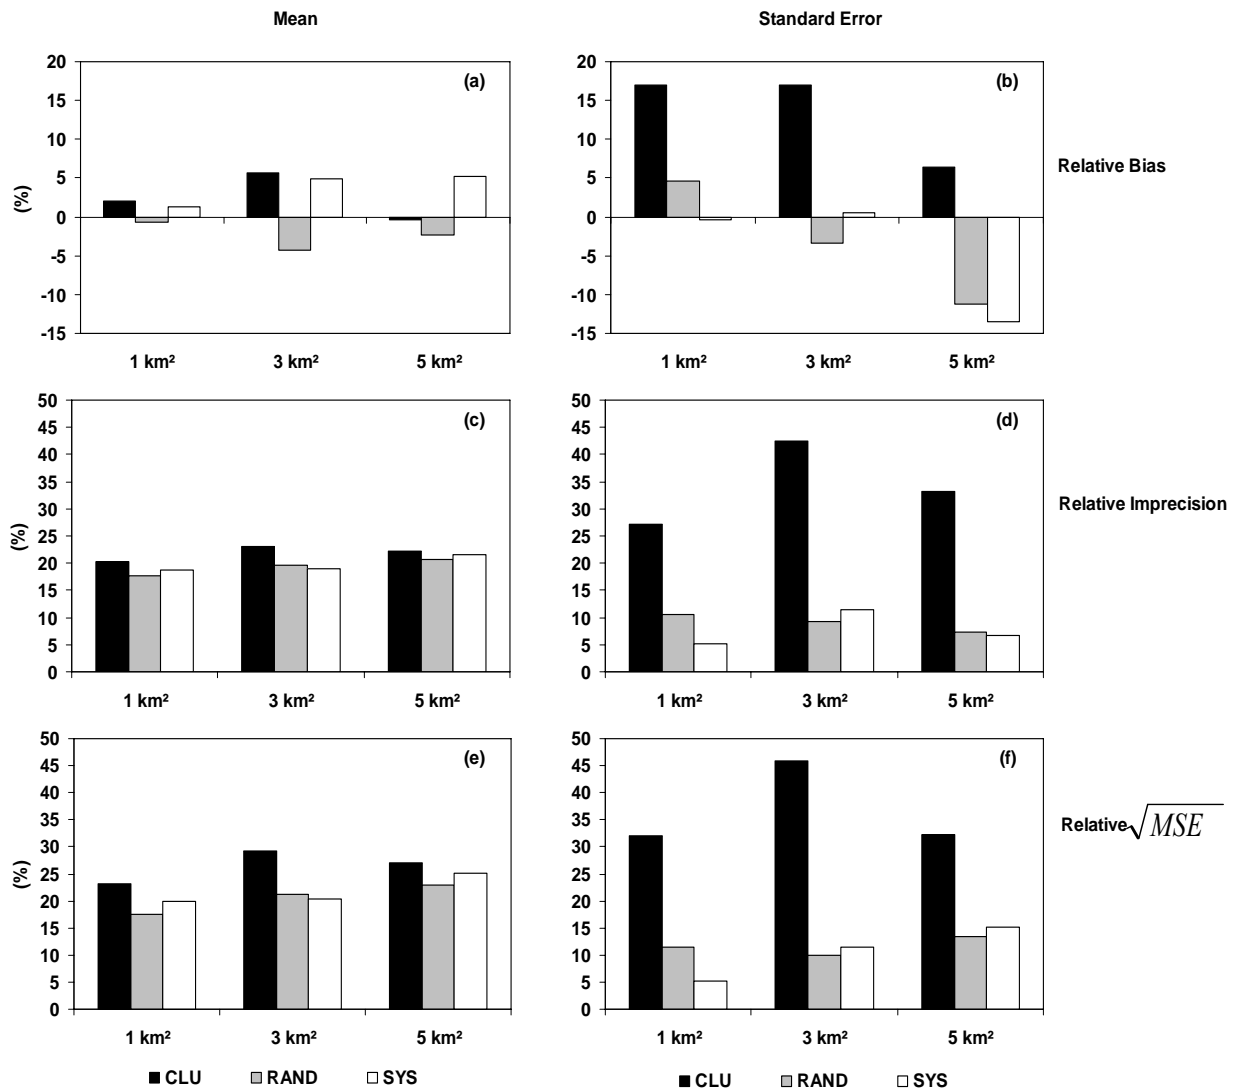 Mean
Standard Error
20
15
10
5
0
-5
-10
-15
(%)
(a)
1 km²
3 km²
5 km²
20
15
10
5
0
-5
-10
-15
(b)
1 km²
3 km²
5 km²
Relative Bias
50
45
40
35
30
25
20
15
10
5
0
(%)
(c)
1 km²
3 km²
5 km²
50
45
40
35
30
25
20
15
10
5
0
(d)
1 km²
3 km²
5 km²
Relative Imprecision
50
45
40
35
30
25
20
15
10
5
0
(%)
(e)
1 km²
3 km²
5 km²
CLU RAND SYS
50
45
40
35
30
25
20
15
10
5
0
(f)
1 km²
3 km²
5 km²
CLU RAND SYS
Relative √MSE